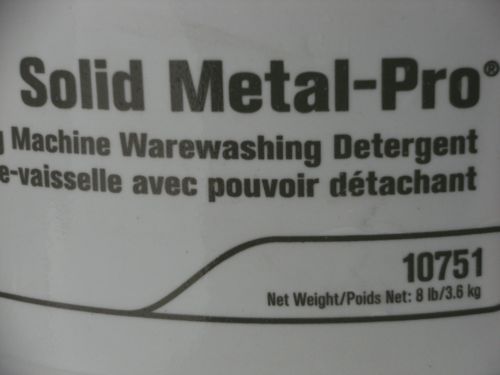 Solid Metal-Pro®
Machine Warewashing Detergent
e-vaisselle avec pouvoir détachant
10751
Net Weight/Poids Net: 8 lb/3.6 kg